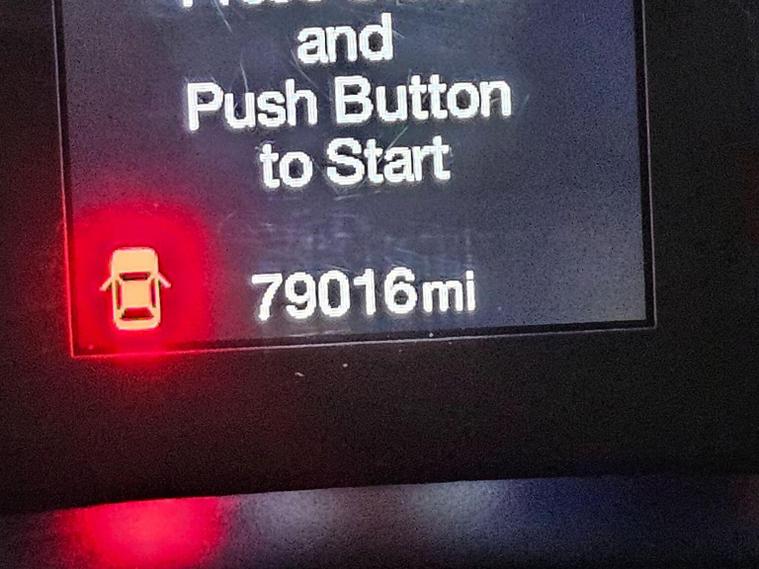 and
Push Button
to Start
79016mi